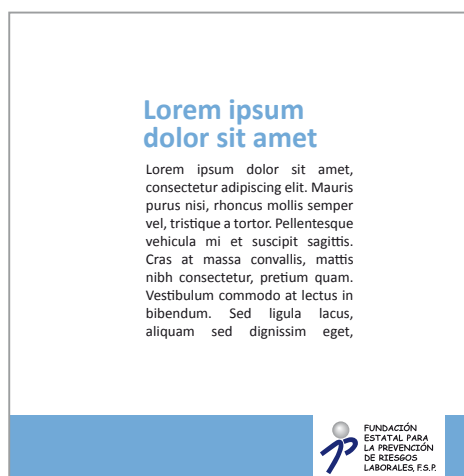 Lorem ipsum
dolor sit amet
Lorem ipsum dolor sit amet,
consectetur adipiscing elit. Mauris
purus nisi, rhoncus mollis semper
vel, tristique a tortor. Pellentesque
vehicula mi et suscipit sagittis.
Cras at massa convallis, mattis
nibh consectetur, pretium quam.
Vestibulum commodo at lectus in
bibendum. Sed ligula lacus,
aliquam sed dignissim eget,
FUNDACIÓN
ESTATAL PARA
LA PREVENCIÓN
DE RIESGOS
LABORALES, F.S.P.